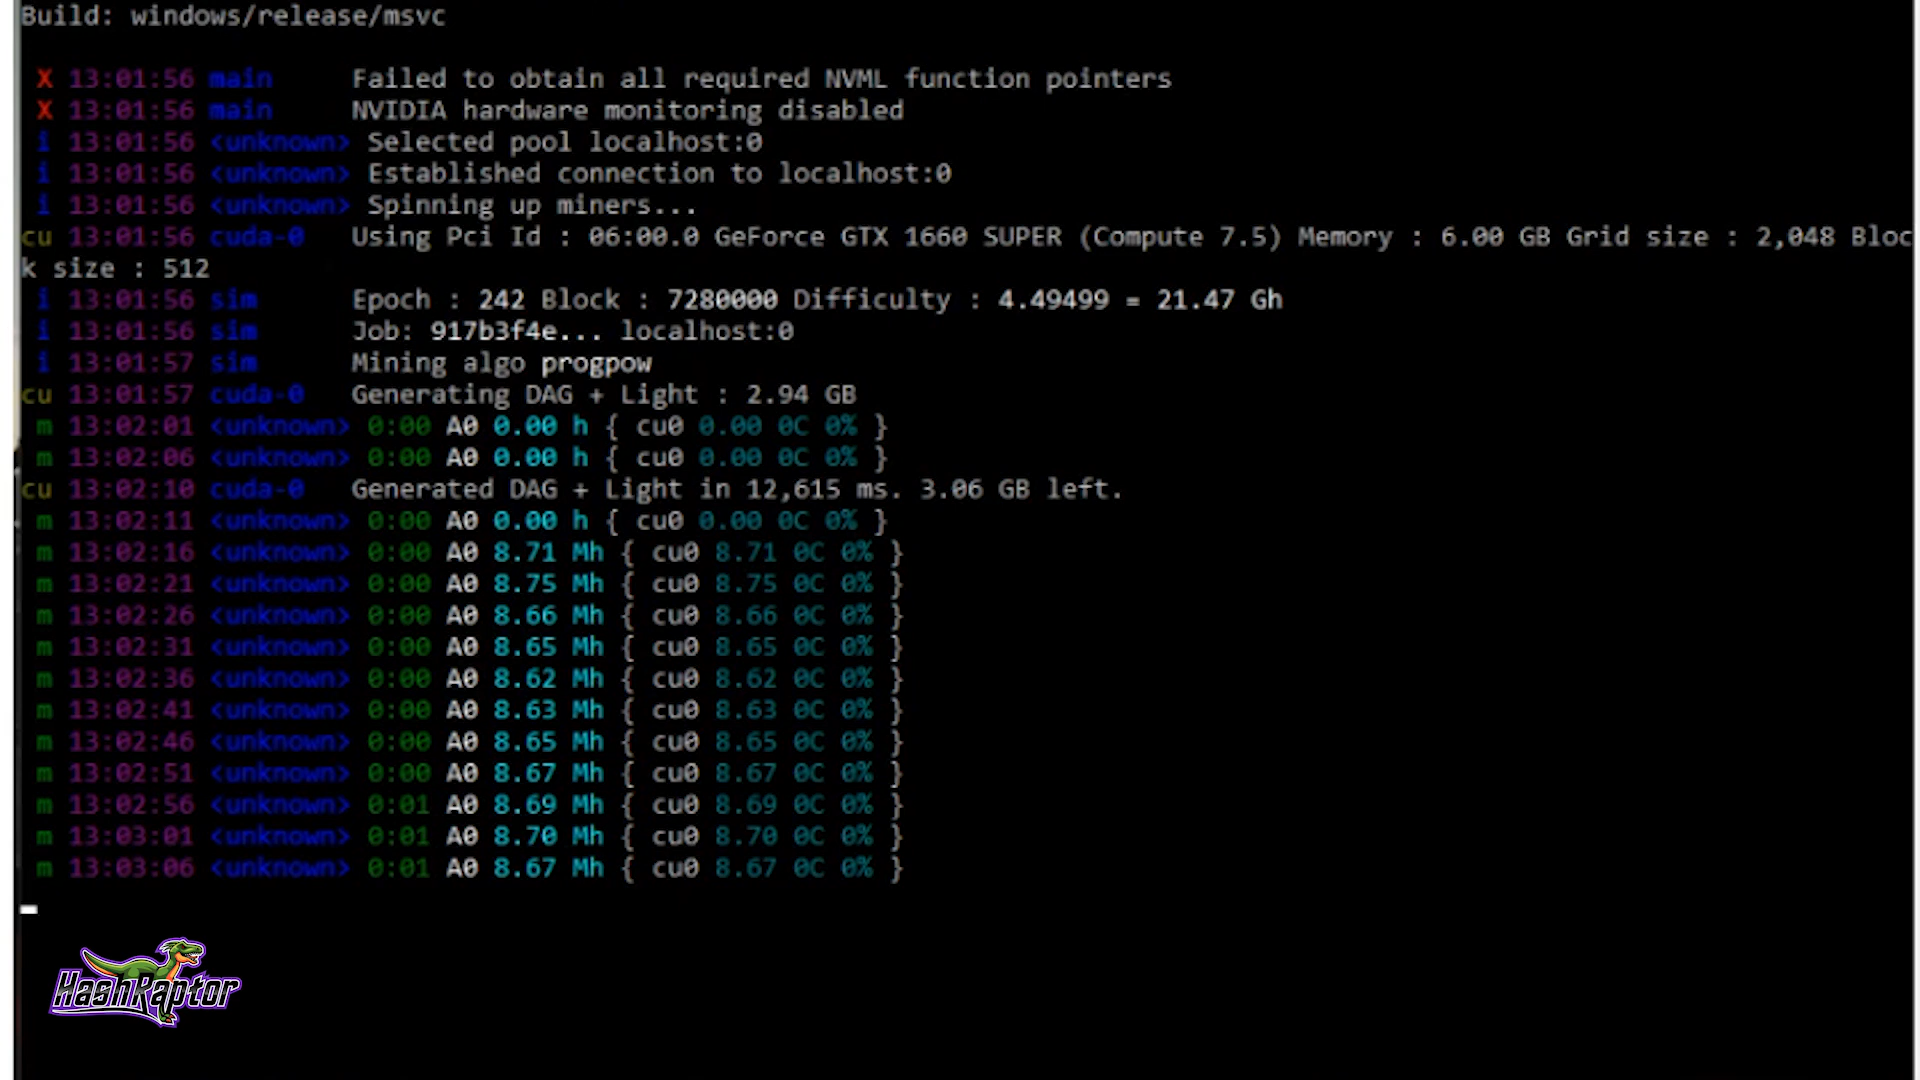 Build: windows/release/msvc
X 13:01:56 main Failed to obtain all required NVML function pointers
X 13:01:56 main NVIDIA hardware monitoring disabled
i 13:01:56 <unknown> Selected pool localhost:0
i 13:01:56 <unknown> Established connection to localhost:0
i 13:01:56 <unknown> Spinning up miners...
cu 13:01:56 cuda-0 Using Pci Id : 06:00.0 GeForce GTX 1660 SUPER (Compute 7.5) Memory : 6.00 GB Grid size : 2,048 Bloc
k size : 512
i 13:01:56 sim Epoch : 242 Block : 7280000 Difficulty : 4.49499 = 21.47 Gh
i 13:01:56 sim Job: 917b3f4e... localhost:0
i 13:01:57 sim Mining algo progpow
cu 13:01:57 cuda-0 Generating DAG + Light : 2.94 GB
m 13:02:01 <unknown> 0:00 A0 0.00 h { cu0 0.00 0C 0% }
m 13:02:06 <unknown> 0:00 A0 0.00 h { cu0 0.00 0C 0% }
cu 13:02:10 cuda-0 Generated DAG + Light in 12,615 ms. 3.06 GB left.
m 13:02:11 <unknown> 0:00 A0 0.00 h { cu0 0.00 0C 0% }
m 13:02:16 <unknown> 0:00 A0 8.71 Mh { cu0 8.71 0C 0% }
m 13:02:21 <unknown> 0:00 A0 8.75 Mh { cu0 8.75 0C 0% }
m 13:02:26 <unknown> 0:00 A0 8.66 Mh { cu0 8.66 0C 0% }
m 13:02:31 <unknown> 0:00 A0 8.65 Mh { cu0 8.65 0C 0% }
m 13:02:36 <unknown> 0:00 A0 8.62 Mh { cu0 8.62 0C 0% }
m 13:02:41 <unknown> 0:00 A0 8.63 Mh { cu0 8.63 0C 0% }
m 13:02:46 <unknown> 0:00 A0 8.65 Mh { cu0 8.65 0C 0% }
m 13:02:51 <unknown> 0:00 A0 8.67 Mh { cu0 8.67 0C 0% }
m 13:02:56 <unknown> 0:01 A0 8.69 Mh { cu0 8.69 0C 0% }
m 13:03:01 <unknown> 0:01 A0 8.70 Mh { cu0 8.70 0C 0% }
m 13:03:06 <unknown> 0:01 A0 8.67 Mh { cu0 8.67 0C 0% }
HashRaptor